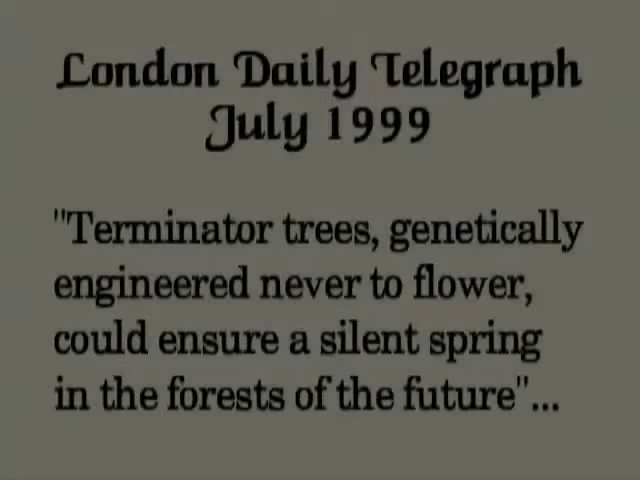 London Daily Telegraph
July 1999
"Terminator trees, genetically
engineered never to flower,
could ensure a silent spring
in the forests of the future"...